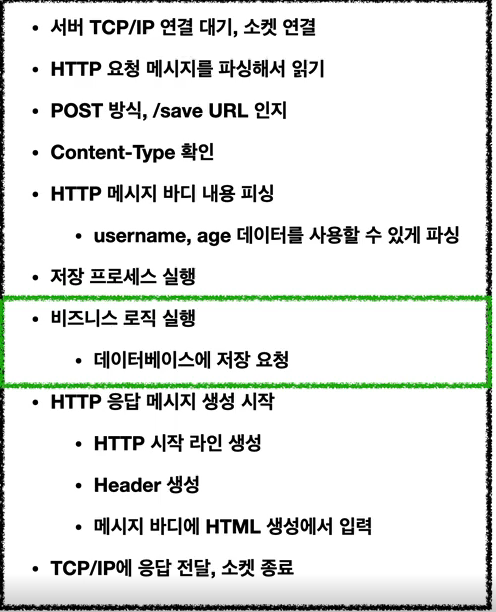 • 서버 TCP/IP 연결 대기, 소켓 연결
• HTTP 요청 메시지를 파싱해서 읽기
• POST 방식, /save URL 인지
• Content-Type 확인
• HTTP 메시지 바디 내용 피싱
• username, age 데이터를 사용할 수 있게 파싱
• 저장 프로세스 실행
• 비즈니스 로직 실행
• 데이터베이스에 저장 요청
• HTTP 응답 메시지 생성 시작
• HTTP 시작 라인 생성
• Header 생성
• 메시지 바디에 HTML 생성에서 입력
• TCP/IP에 응답 전달, 소켓 종료